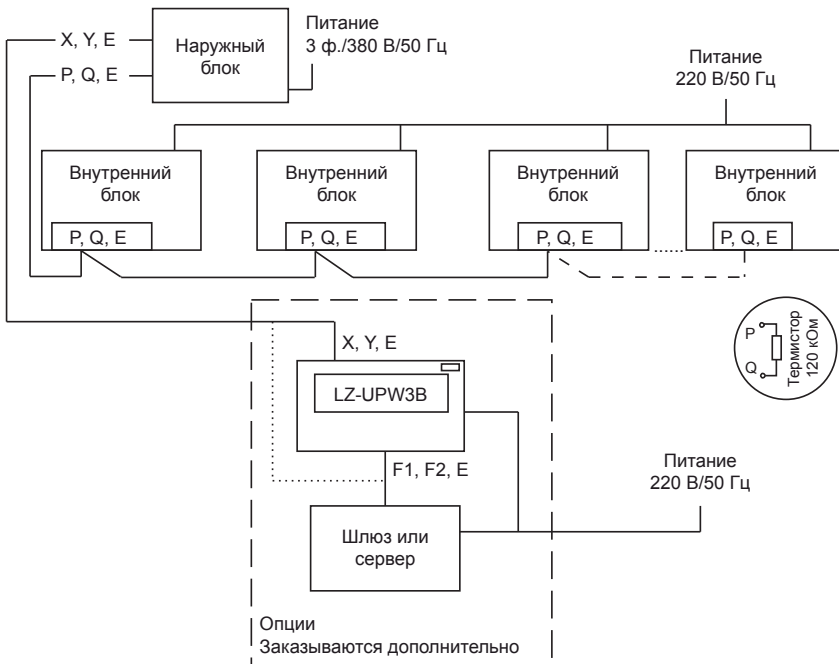 X, Y, E
P, Q, E
Наружный
блок
Питание
3 ф./380 В/50 Гц
Питание
220 В/50 Гц
Внутренний
блок
P, Q, E
Внутренний
блок
P, Q, E
Внутренний
блок
P, Q, E
Внутренний
блок
P, Q, E
P
Q
Термистор
120 кОм
X, Y, E
LZ-UPW3B
F1, F2, E
Шлюз или
сервер
Питание
220 В/50 Гц
Опции
Заказываются дополнительно